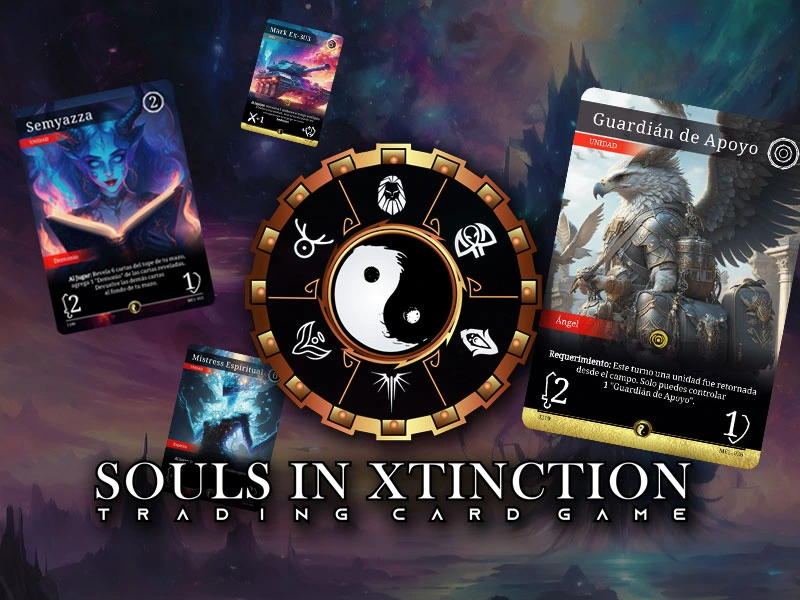 Mark EX-303
-1
Semyazza
2
UNIDAD
Demonio
Al Jugar: Revela 6 cartas del tope de tu mazo,
agrega 1 "Demonio" de las cartas reveladas.
Devuelve las demás cartas
al fondo de tu mazo.
2
1
Guardián de Apoyo
UNIDAD
Ángel
Requerimiento: Este turno una unidad fue retornada
desde el campo. Solo puedes controlar
1 "Guardián de Apoyo".
2
1
Mistress Espiritual
UNIDAD
SOULS IN XTINCTION
TRADING CARD GAME